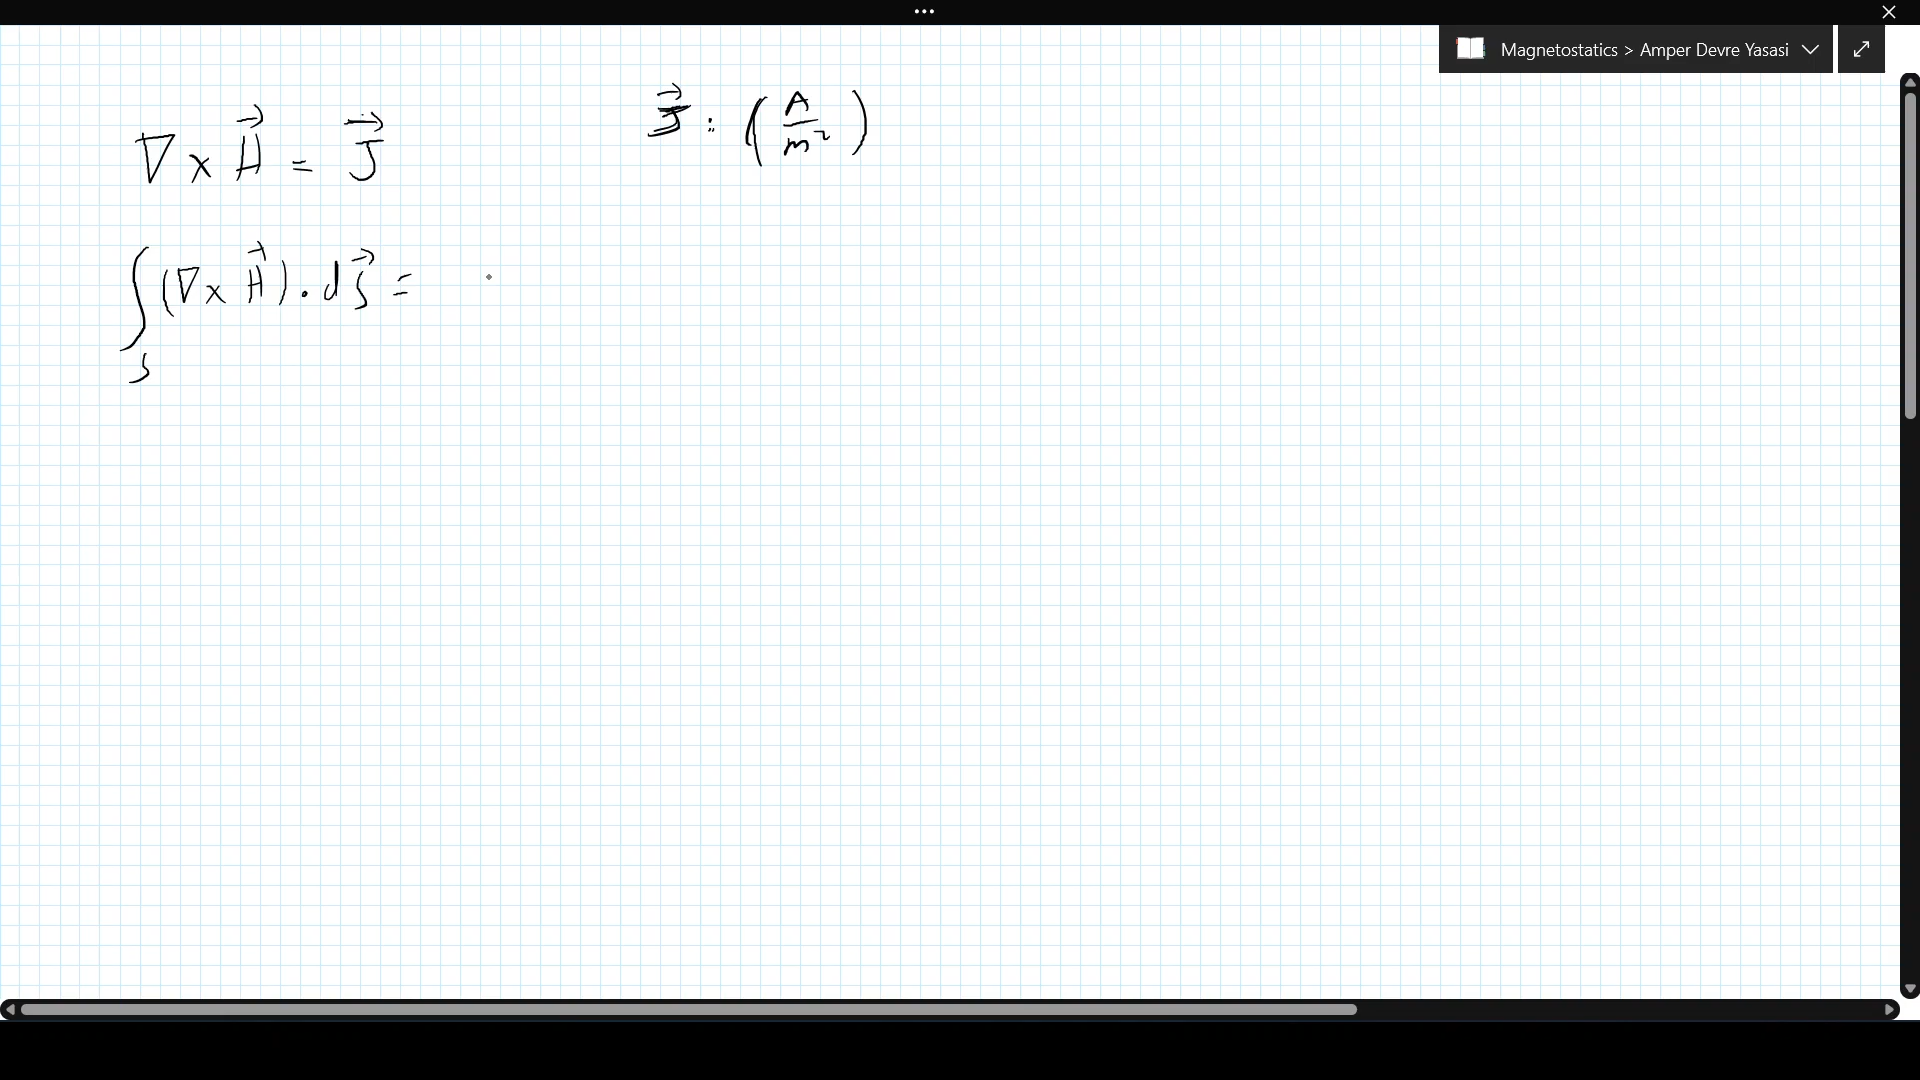 Magnetostatics > Amper Devre Yasasi
∇ × H⃗ = J⃗
J⃗ : (A/m²)
∫_S (∇ × H⃗) · dS⃗ =